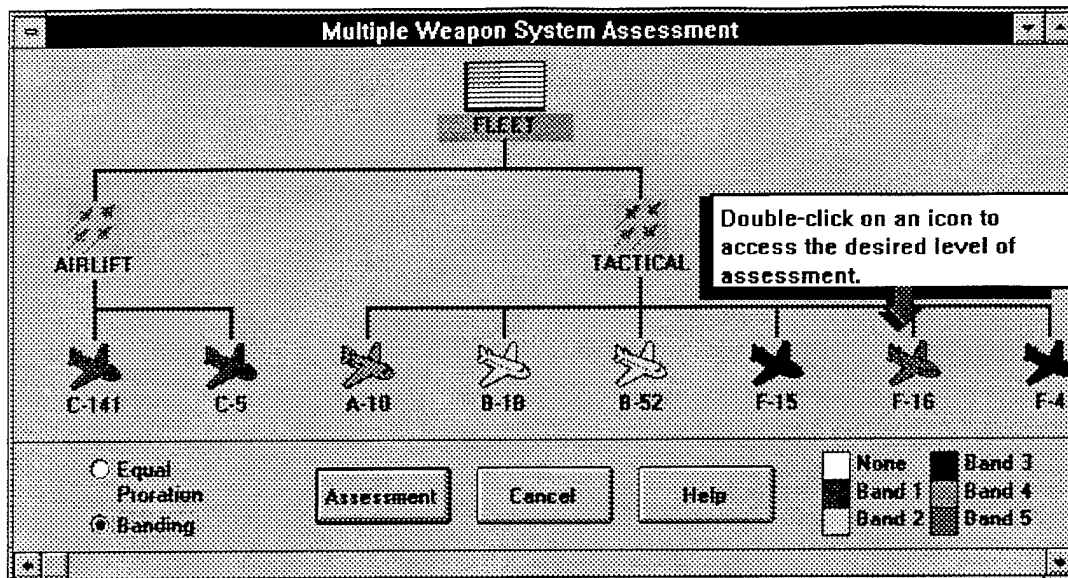 Multiple Weapon System Assessment
FLEET
Double-click on an icon to
access the desired level of
assessment.
AIRLIFT
TACTICAL
C-141
C-5
A-10
B-1B
B-52
F-15
F-16
F-4
Equal
Proration
Banding
Assessment
Cancel
Help
None
Band 1
Band 2
Band 3
Band 4
Band 5